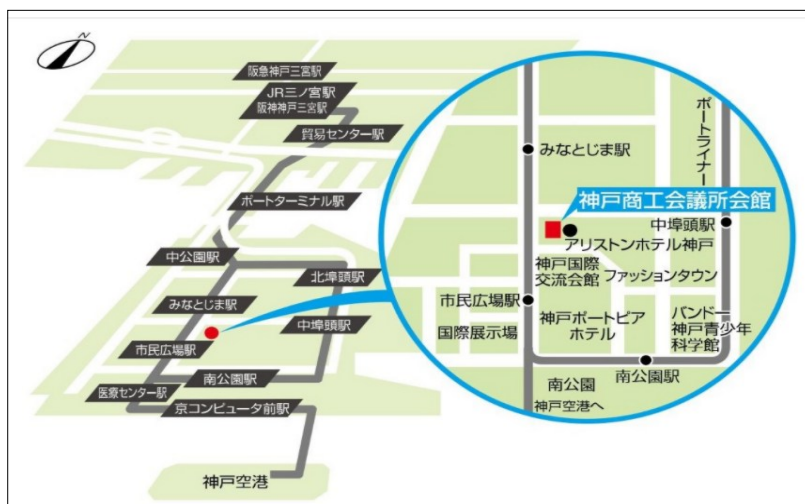 N
阪急神戸三宮駅
JR三ノ宮駅
阪神神戸三宮駅
貿易センター駅
ポートターミナル駅
中公園駅
北埠頭駅
みなとじま駅
中埠頭駅
市民広場駅
南公園駅
医療センター駅
京コンピュータ前駅
神戸空港
ポートライナー
みなとじま駅
神戸商工会議所会館
中埠頭駅
アリストンホテル神戸
神戸国際
交流会館
ファッションタウン
市民広場駅
国際展示場
神戸ポートピア
ホテル
バンドー
神戸青少年
科学館
南公園駅
南公園
神戸空港へ